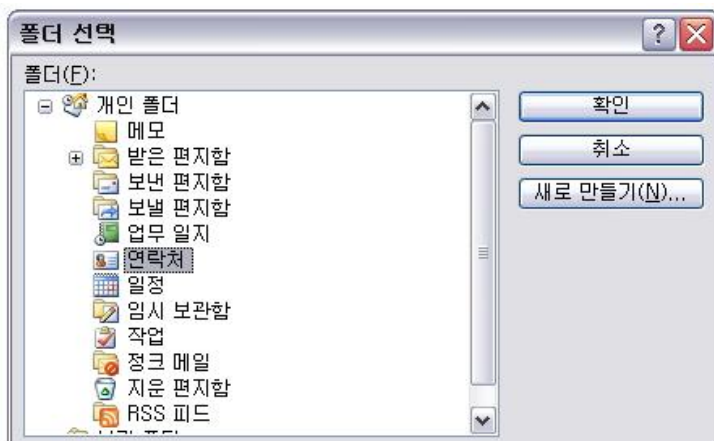 폴더 선택
폴더(F):
개인 폴더
메모
받은 편지함
보낸 편지함
보낼 편지함
업무 일지
연락처
일정
임시 보관함
작업
정크 메일
지운 편지함
RSS 피드
확인
취소
새로 만들기(N)...